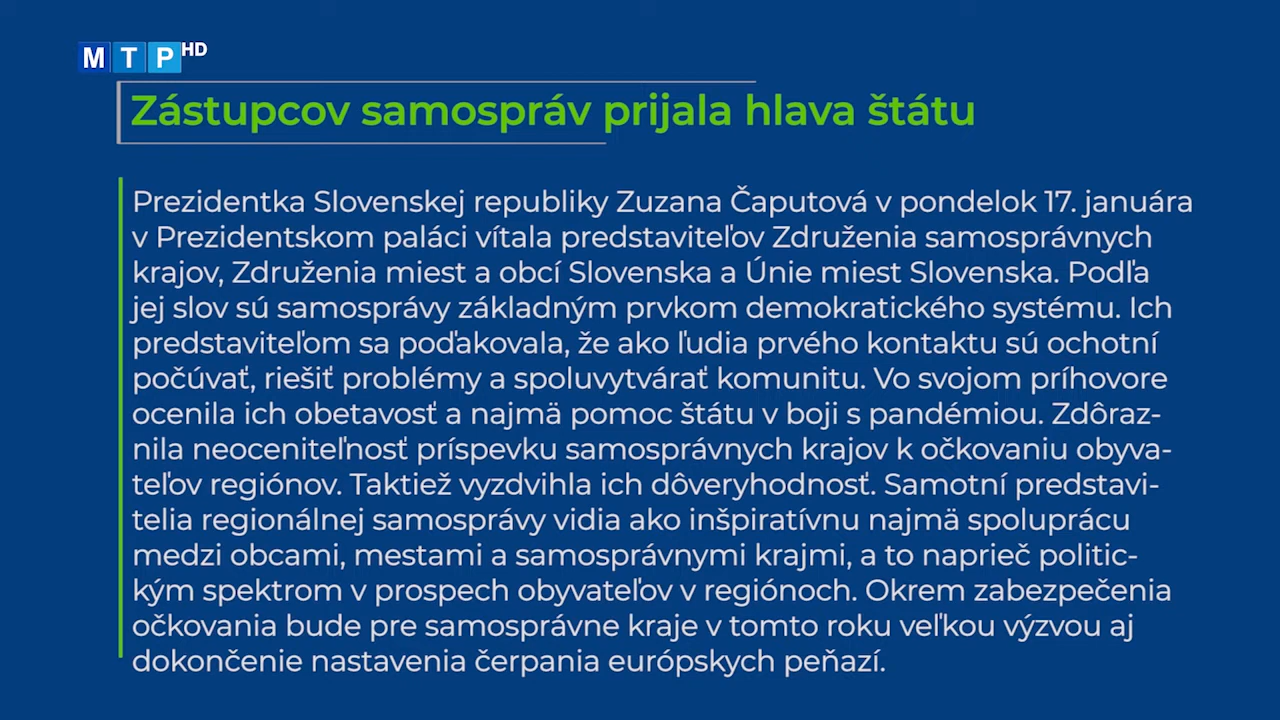 MTP HD
Zástupcov samospráv prijala hlava štátu
Prezidentka Slovenskej republiky Zuzana Čaputová v pondelok 17. januára
v Prezidentskom paláci vítala predstaviteľov Združenia samosprávnych
krajov, Združenia miest a obcí Slovenska a Únie miest Slovenska. Podľa
jej slov sú samosprávy základným prvkom demokratického systému. Ich
predstaviteľom sa poďakovala, že ako ľudia prvého kontaktu sú ochotní
počúvať, riešiť problémy a spoluvytvárať komunitu. Vo svojom príhovore
ocenila ich obetavosť a najmä pomoc štátu v boji s pandémiou. Zdôraz-
nila neoceniteľnosť príspevku samosprávnych krajov k očkovaniu obyva-
teľov regiónov. Taktiež vyzdvihla ich dôveryhodnosť. Samotní predstavi-
telia regionálnej samosprávy vidia ako inšpiratívnu najmä spoluprácu
medzi obcami, mestami a samosprávnymi krajmi, a to naprieč politic-
kým spektrom v prospech obyvateľov v regiónoch. Okrem zabezpečenia
očkovania bude pre samosprávne kraje v tomto roku veľkou výzvou aj
dokončenie nastavenia čerpania európskych peňazí.